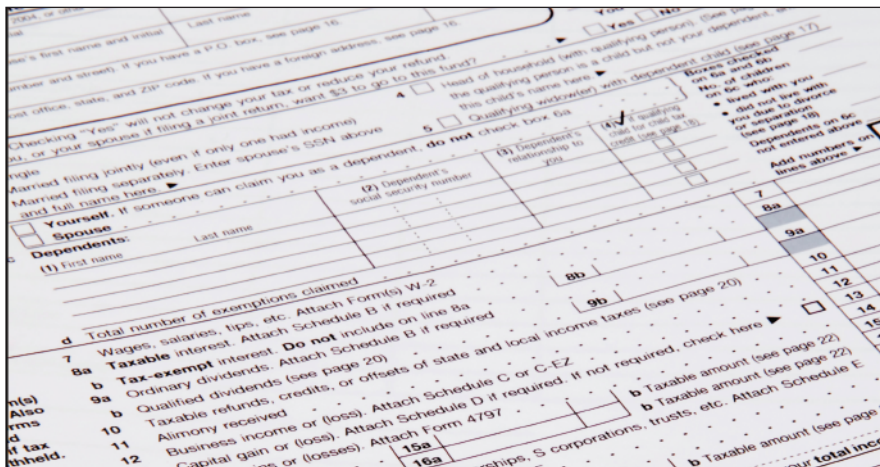 2004, or other
Last name
Yes No
se's first name and initial
Last name
umber and street). If you have a P.O. box, see page 16.
ost office, state, and ZIP code. If you have a foreign address, see page 16.
Checking "Yes" will not change your tax or reduce your refund.
ou, or your spouse if filing a joint return, want $3 to go to this fund?
4 Head of household (with qualifying person). (See
the qualifying person is a child but not your dependent,
this child's name here. ▶
ngle
Married filing jointly (even if only one had income)
Married filing separately. Enter spouse's SSN above
and full name here. ▶
5 Qualifying widow(er) with dependent child (see page 17)
Yourself. If someone can claim you as a dependent, do not check box 6a
Spouse
Boxes checked
on 6a and 6b
No. of children
on 6c who:
• lived with you
• did not live with
you due to divorce
or separation
(see page 18)
Dependents on 6c
not entered above
Add numbers on
lines above ▶
c Dependents:
(1) First name Last name
(2) Dependent's
social security number
(3) Dependent's
relationship to
you
(4) ✓ if qualifying
child for child tax
credit (see page 18)
d Total number of exemptions claimed
7 Wages, salaries, tips, etc. Attach Form(s) W-2 7
8a Taxable interest. Attach Schedule B if required 8a
b Tax-exempt interest. Do not include on line 8a 8b
9a Ordinary dividends. Attach Schedule B if required 9a
b Qualified dividends (see page 20) 9b
10 Taxable refunds, credits, or offsets of state and local income taxes (see page 20) 10
11 Alimony received 11
12 Business income or (loss). Attach Schedule C or C-EZ 12
Capital gain or (loss). Attach Schedule D if required. If not required, check here ▶ 13
ns or (losses). Attach Form 4797 14
15a b Taxable amount (see page 22) 15
16a b Taxable amount (see page 22)
rships, S corporations, trusts, etc. Attach Schedule E
b Taxable amount (see page
total inco
m(s)
Also
rms
d
if tax
thheld.